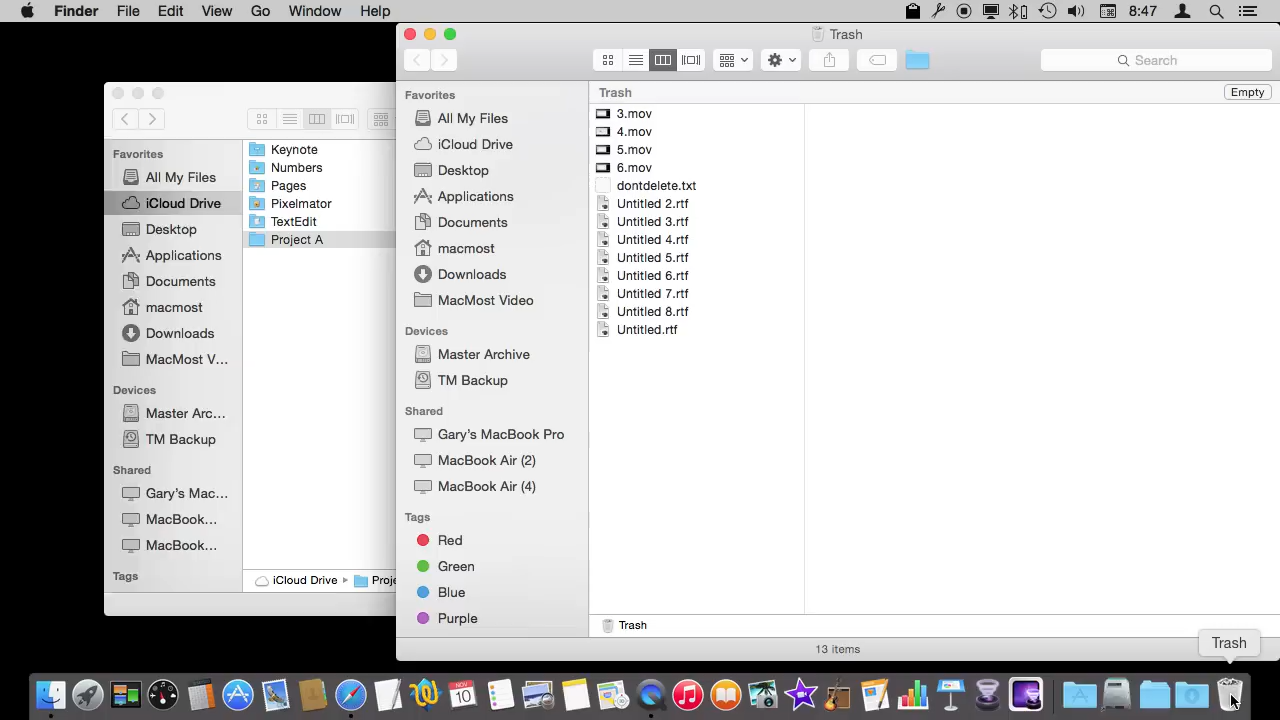 Finder File Edit View Go Window Help
8:47
Trash
Search
Favorites
All My Files
iCloud Drive
Desktop
Applications
Documents
macmost
Downloads
MacMost V...
Devices
Master Arc...
TM Backup
Shared
Gary's Mac...
MacBook...
MacBook...
Tags
Keynote
Numbers
Pages
Pixelmator
TextEdit
Project A
iCloud Drive
Proje
Favorites
All My Files
iCloud Drive
Desktop
Applications
Documents
macmost
Downloads
MacMost Video
Devices
Master Archive
TM Backup
Shared
Gary's MacBook Pro
MacBook Air (2)
MacBook Air (4)
Tags
Red
Green
Blue
Purple
Trash
Empty
3.mov
4.mov
5.mov
6.mov
dontdelete.txt
Untitled 2.rtf
Untitled 3.rtf
Untitled 4.rtf
Untitled 5.rtf
Untitled 6.rtf
Untitled 7.rtf
Untitled 8.rtf
Untitled.rtf
Trash
13 items
Trash
NOV
10